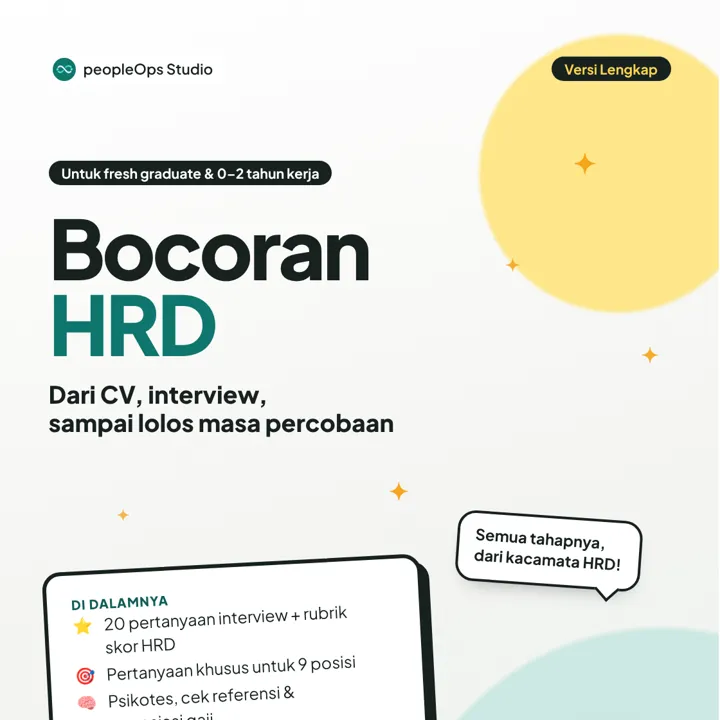 peopleOps Studio
Versi Lengkap
Untuk fresh graduate & 0–2 tahun kerja
Bocoran
HRD
Dari CV, interview,
sampai lolos masa percobaan
Semua tahapnya,
dari kacamata HRD!
DI DALAMNYA
20 pertanyaan interview + rubrik
skor HRD
Pertanyaan khusus untuk 9 posisi
Psikotes, cek referensi &
gaji